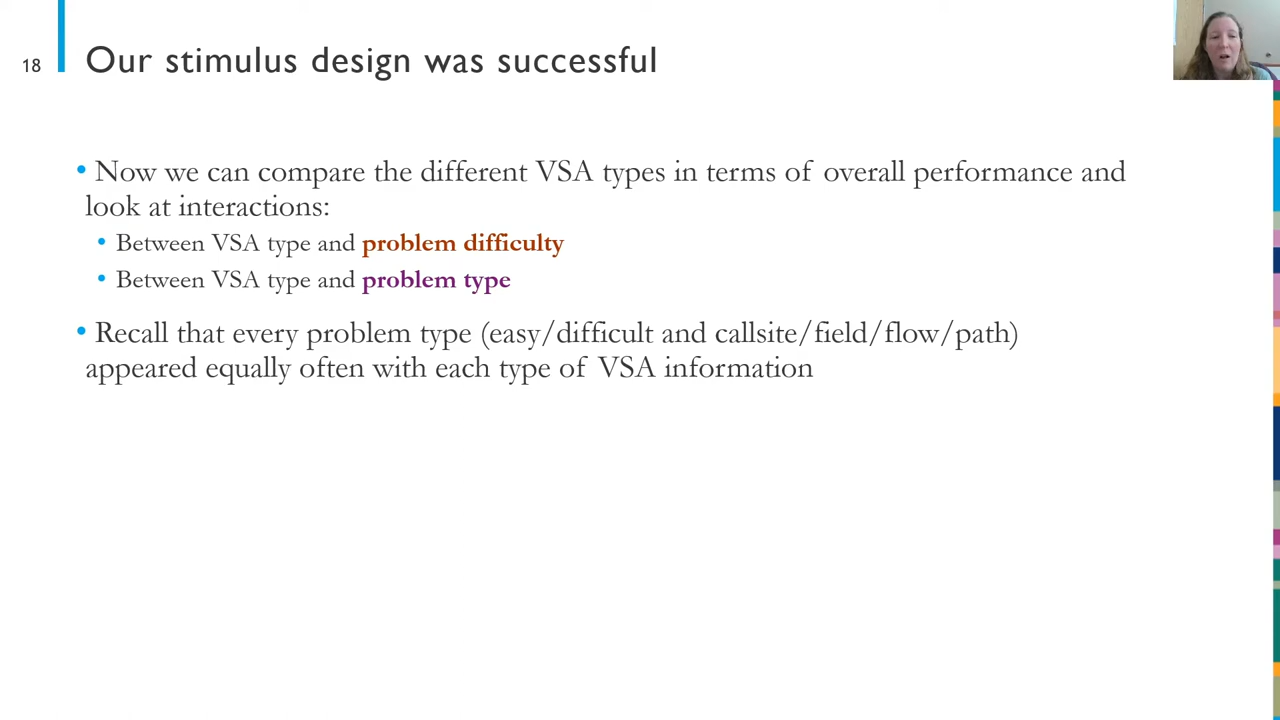 18
Our stimulus design was successful
• Now we can compare the different VSA types in terms of overall performance and
look at interactions:
• Between VSA type and problem difficulty
• Between VSA type and problem type
• Recall that every problem type (easy/difficult and callsite/field/flow/path)
appeared equally often with each type of VSA information